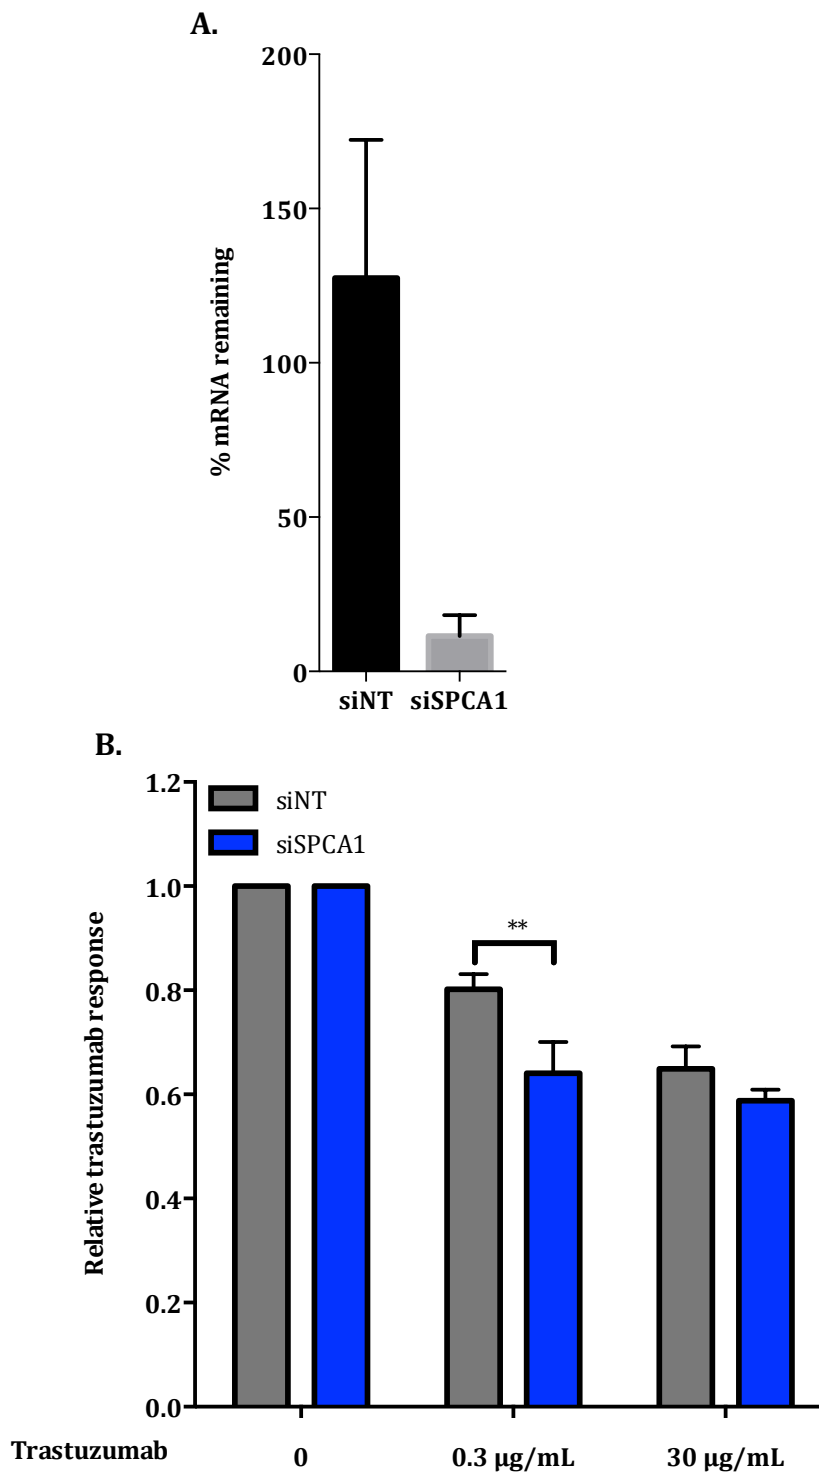 A.
200
150
100
50
0
% mRNA remaining
siNT siSPCA1
B.
1.2
1.0
0.8
0.6
0.4
0.2
0.0
Relative trastuzumab response
siNT
siSPCA1
**
Trastuzumab 0 0.3 µg/mL 30 µg/mL